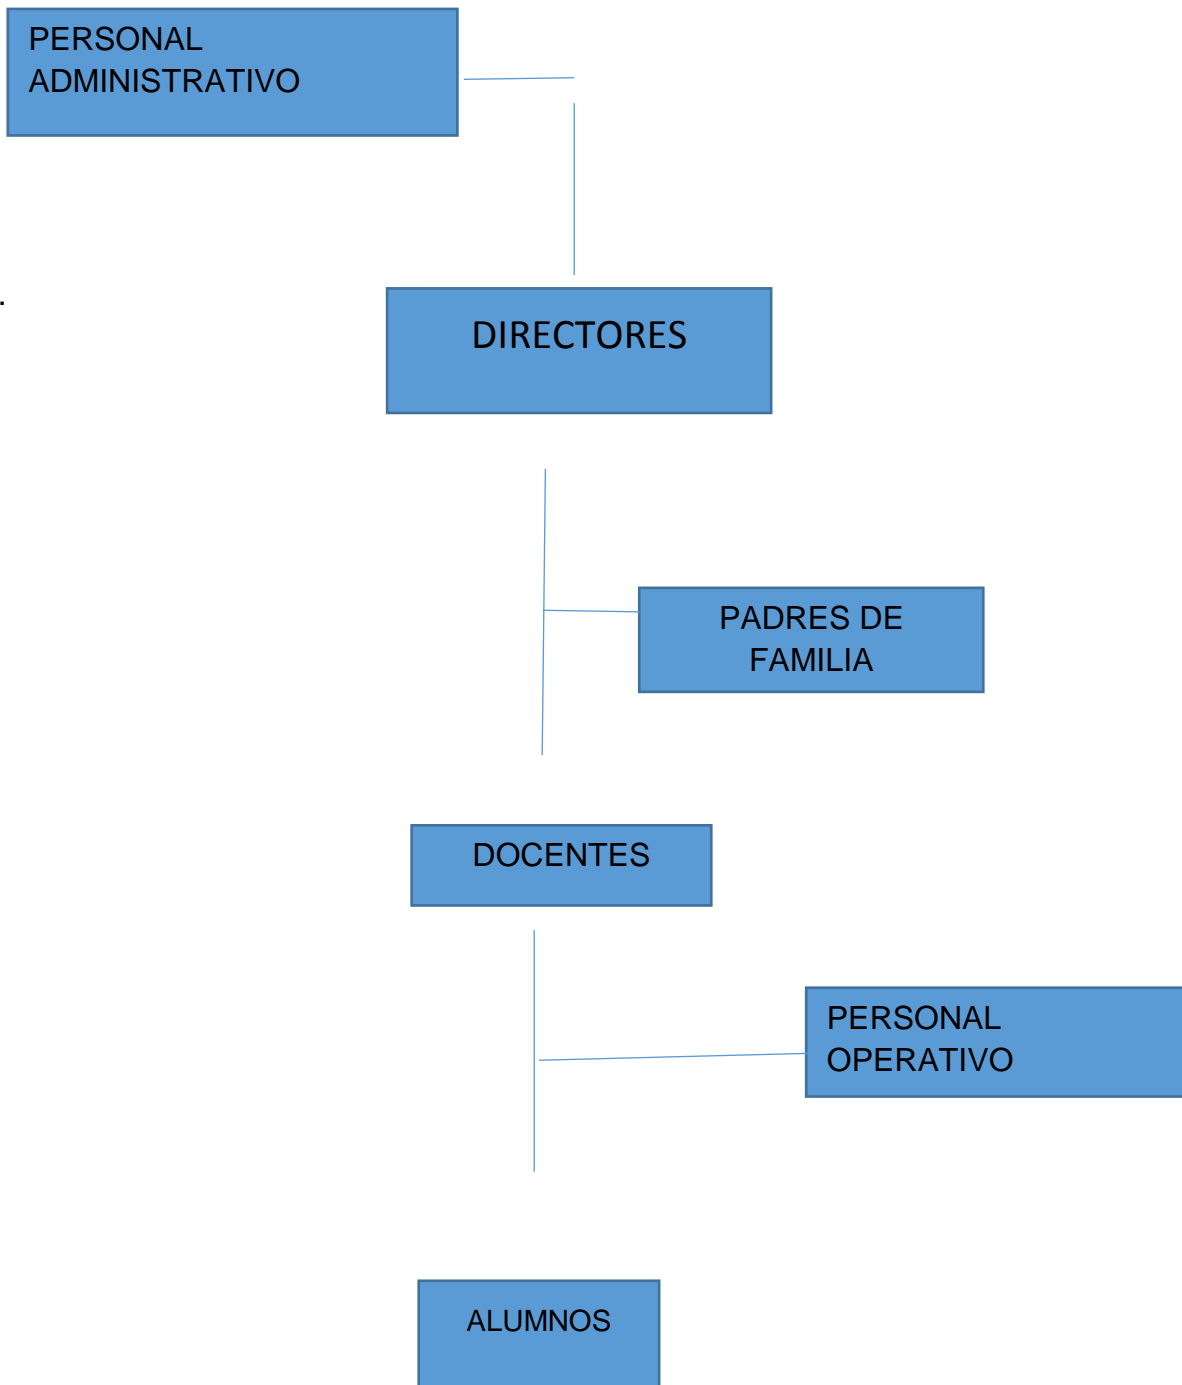 PERSONAL
ADMINISTRATIVO
.
DIRECTORES
PADRES DE
FAMILIA
DOCENTES
PERSONAL
OPERATIVO
ALUMNOS